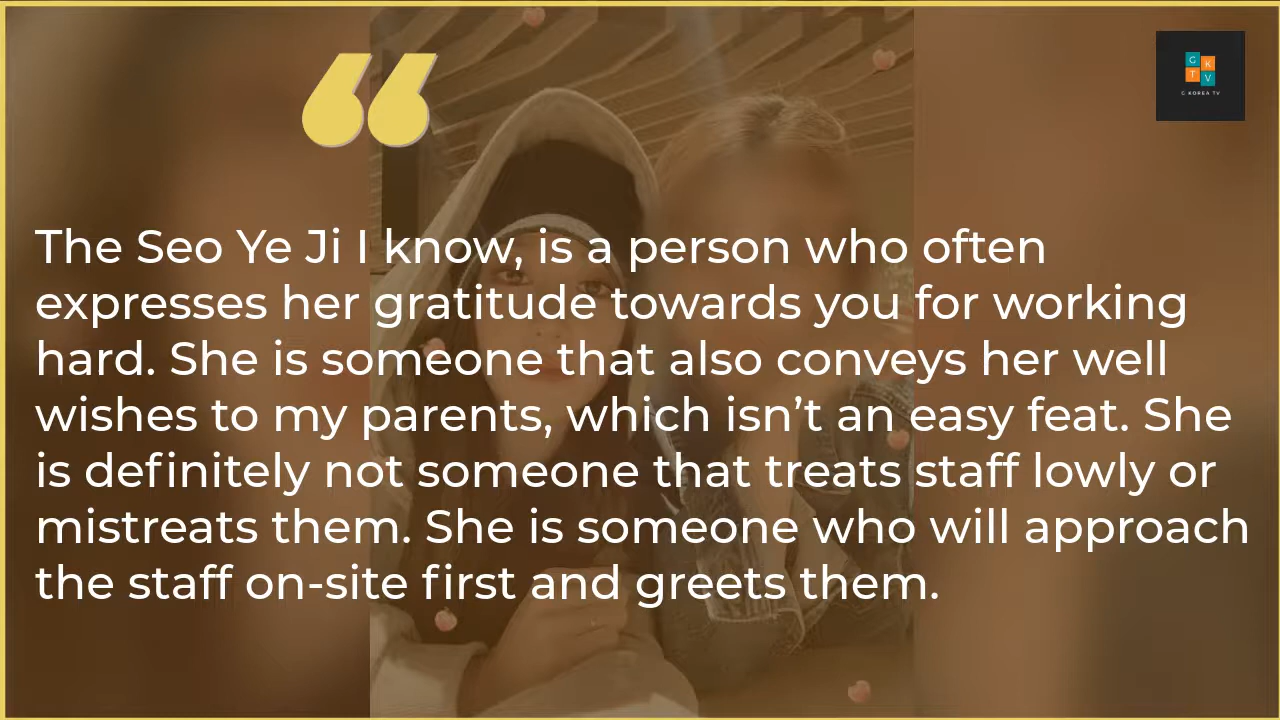 “
G
K
T
V
G KOREA TV
The Seo Ye Ji I know, is a person who often
expresses her gratitude towards you for working
hard. She is someone that also conveys her well
wishes to my parents, which isn’t an easy feat. She
is definitely not someone that treats staff lowly or
mistreats them. She is someone who will approach
the staff on-site first and greets them.